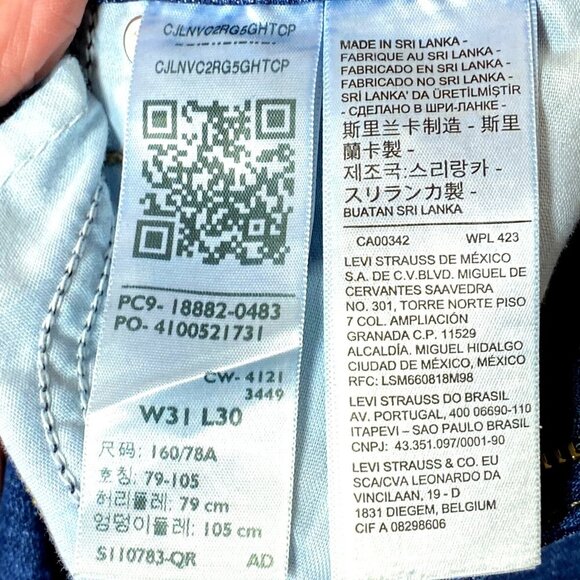 CJLNVC2RG5GHTCP
CJLNVC2RG5GHTCP
PC9- 18882-0483
PO- 4100521731
CW- 4121
3449
W31 L30
尺码: 160/78A
호칭: 79-105
허리둘레: 79 cm
엉덩이둘레: 105 cm
S110783-QR AD
MADE IN SRI LANKA -
FABRIQUE AU SRI LANKA -
FABRICADO EN SRI LANKA -
FABRICADO NO SRI LANKA -
SRİ LANKA' DA ÜRETİLMİŞTİR
- СДЕЛАНО В ШРИ-ЛАНКЕ -
斯里兰卡制造 - 斯里
蘭卡製 -
제조국:스리랑카 -
スリランカ製 -
BUATAN SRI LANKA
CA00342 WPL 423
LEVI STRAUSS DE MÉXICO
S.A. DE C.V.BLVD. MIGUEL DE
CERVANTES SAAVEDRA
NO. 301, TORRE NORTE PISO
7 COL. AMPLIACIÓN
GRANADA C.P. 11529
ALCALDÍA. MIGUEL HIDALGO
CIUDAD DE MÉXICO, MÉXICO
RFC: LSM660818M98
LEVI STRAUSS DO BRASIL
AV. PORTUGAL, 400 06690-110
ITAPEVI – SAO PAULO BRASIL
CNPJ: 43.351.097/0001-90
LEVI STRAUSS & CO. EU
SCA/CVA LEONARDO DA
VINCILAAN, 19 - D
1831 DIEGEM, BELGIUM
CIF A 08298606